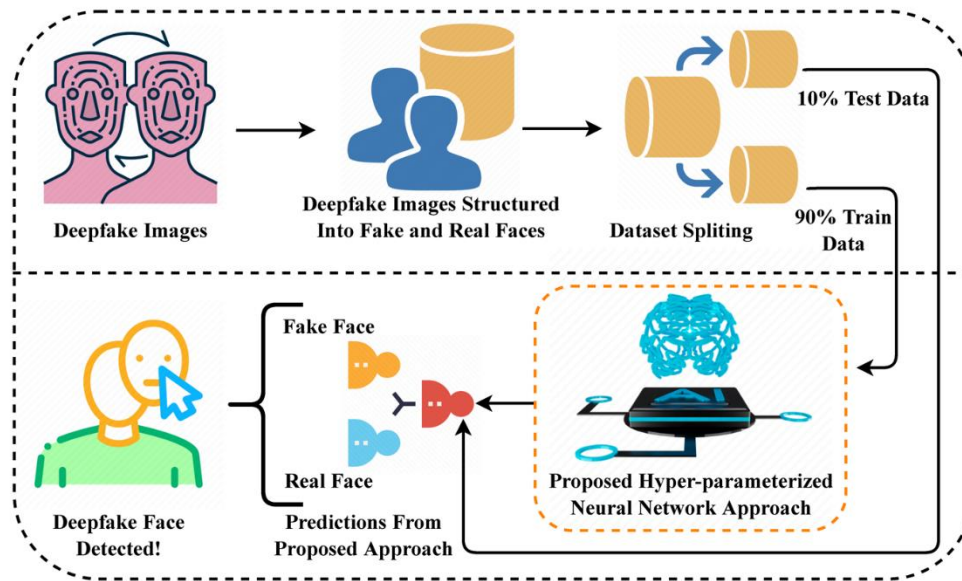 Deepfake Images
Deepfake Images Structured
Into Fake and Real Faces
Dataset Spliting
10% Test Data
90% Train
Data
Deepfake Face
Detected!
Fake Face
Real Face
Predictions From
Proposed Approach
AI
Proposed Hyper-parameterized
Neural Network Approach